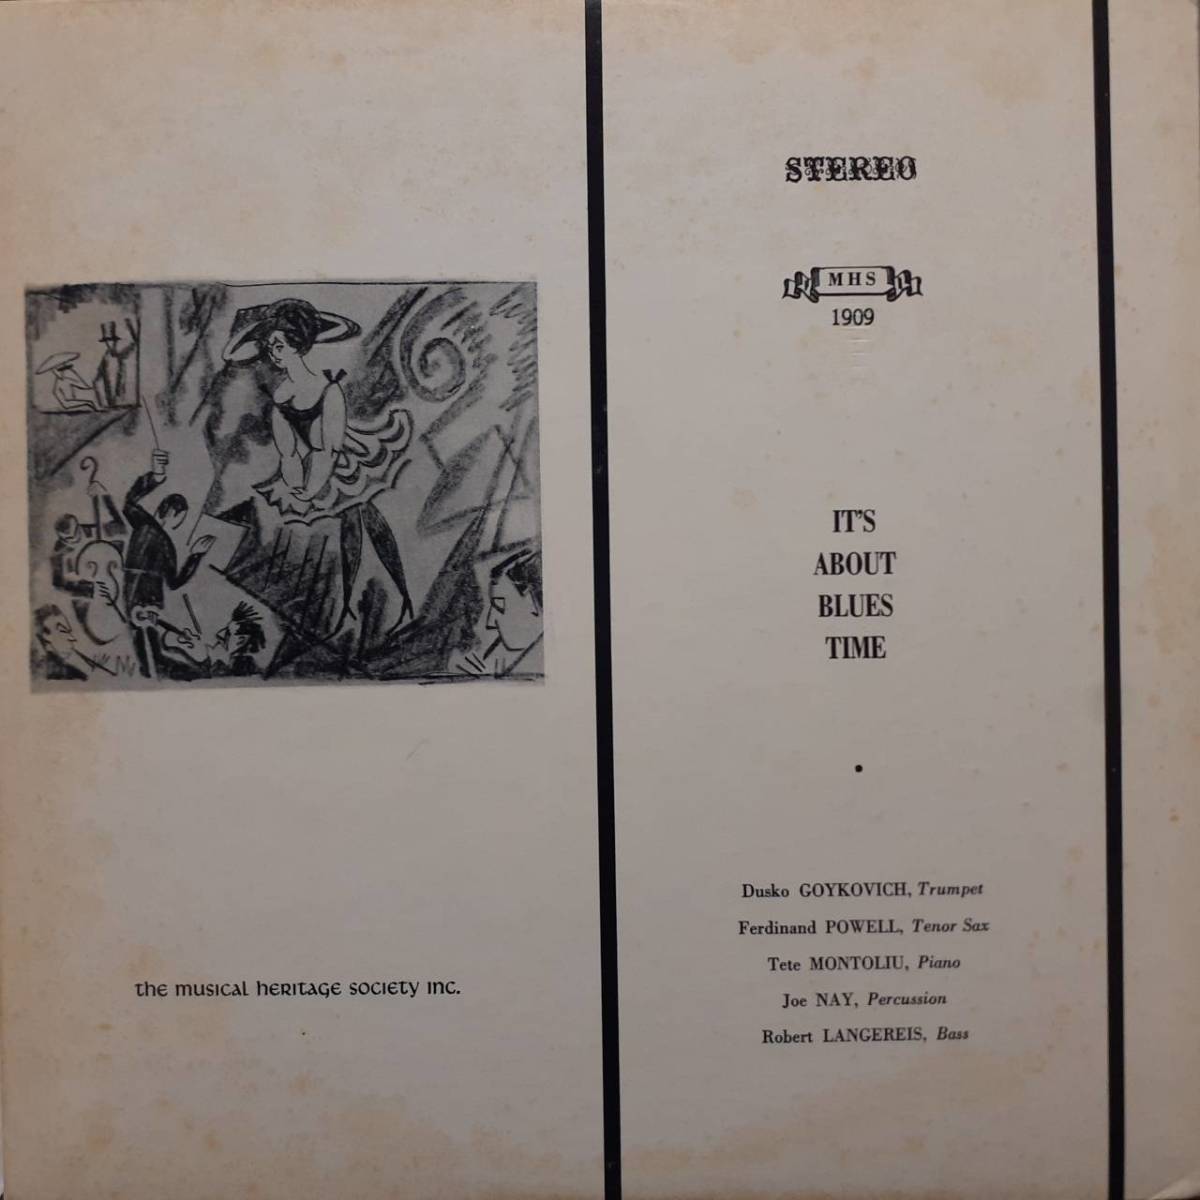 STEREO
MHS
1909
IT'S
ABOUT
BLUES
TIME
•
Dusko GOYKOVICH, Trumpet
Ferdinand POWELL, Tenor Sax
Tete MONTOLIU, Piano
Joe NAY, Percussion
Robert LANGEREIS, Bass
the musical heritage society inc.